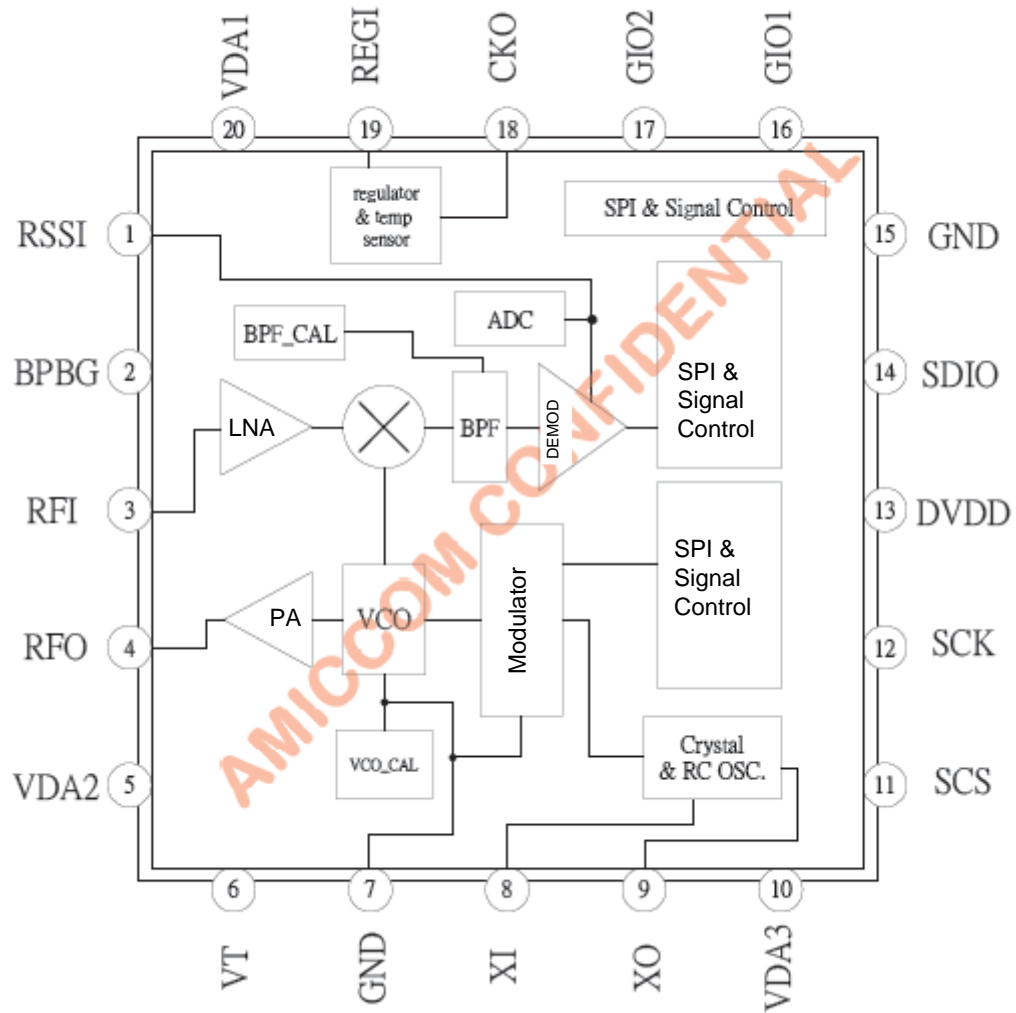 VDA1
REGI
CKO
GIO2
GIO1
20
19
18
17
16
regulator
& temp
sensor
SPI & Signal Control
RSSI
1
15
GND
BPF_CAL
ADC
BPBG
2
14
SDIO
SPI &
Signal
Control
LNA
BPF
DEMOD
RFI
3
13
DVDD
SPI &
Signal
Control
PA
VCO
Modulator
RFO
4
12
SCK
VCO_CAL
Crystal
& RC OSC.
VDA2
5
11
SCS
6
7
8
9
10
VT
GND
XI
XO
VDA3
AMICCOM CONFIDENTIAL